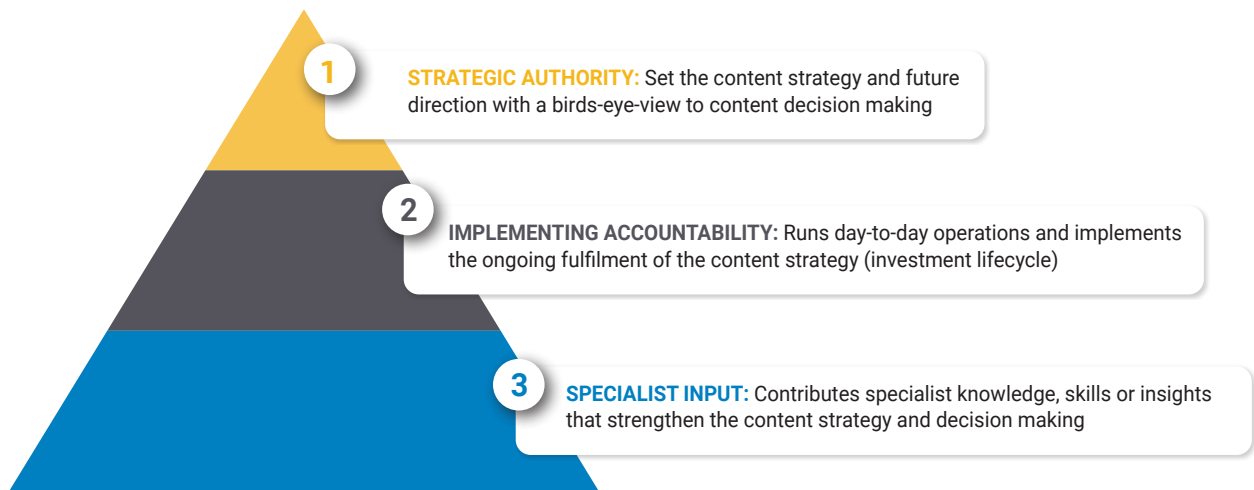 1
STRATEGIC AUTHORITY: Set the content strategy and future
direction with a birds-eye-view to content decision making
2
IMPLEMENTING ACCOUNTABILITY: Runs day-to-day operations and implements
the ongoing fulfilment of the content strategy (investment lifecycle)
3
SPECIALIST INPUT: Contributes specialist knowledge, skills or insights
that strengthen the content strategy and decision making